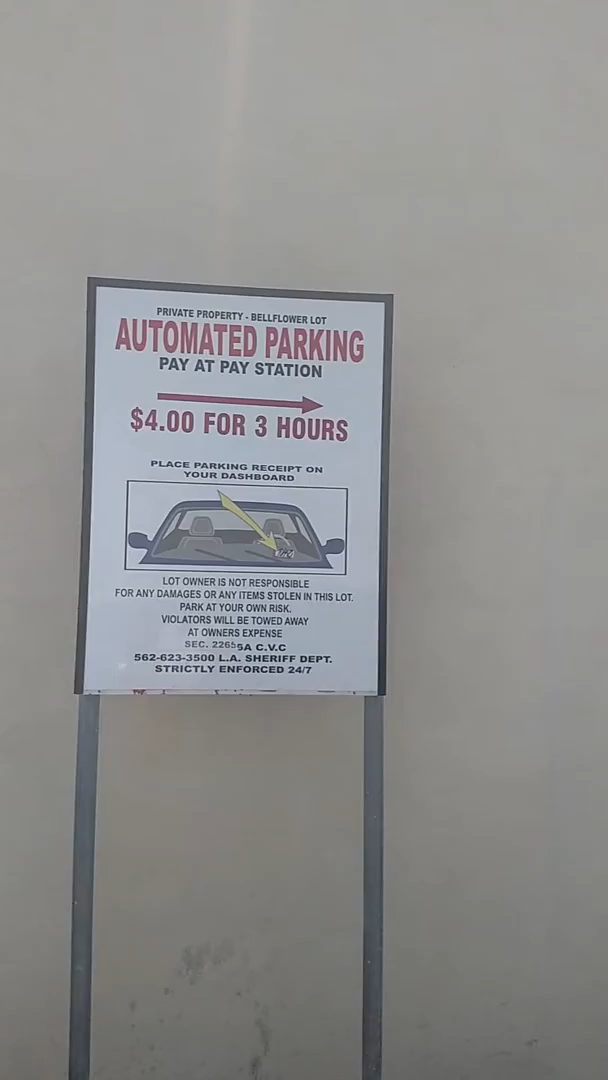 PRIVATE PROPERTY - BELLFLOWER LOT
AUTOMATED PARKING
PAY AT PAY STATION
$4.00 FOR 3 HOURS
PLACE PARKING RECEIPT ON
YOUR DASHBOARD
LOT OWNER IS NOT RESPONSIBLE
FOR ANY DAMAGES OR ANY ITEMS STOLEN IN THIS LOT.
PARK AT YOUR OWN RISK.
VIOLATORS WILL BE TOWED AWAY
AT OWNERS EXPENSE
SEC. 22655A C.V.C
562-623-3500 L.A. SHERIFF DEPT.
STRICTLY ENFORCED 24/7